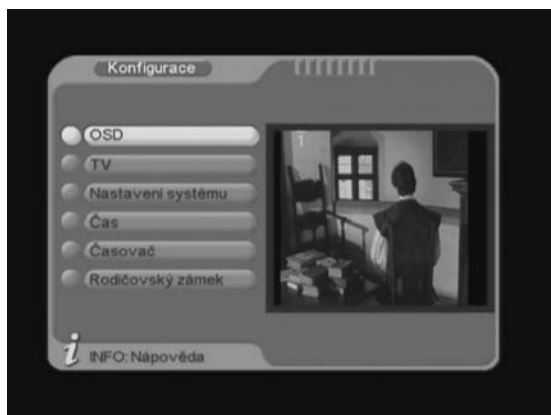 Konfigurace
1
OSD
TV
Nastavení systému
Čas
Časovač
Rodičovský zámek
i INFO: Nápověda